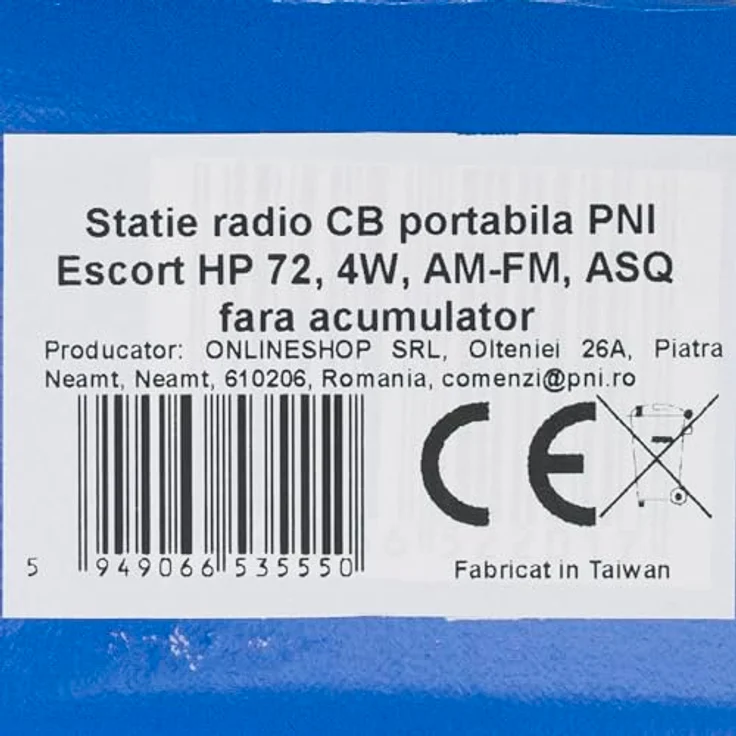 Statie radio CB portabila PNI
Escort HP 72, 4W, AM-FM, ASQ
fara acumulator
Producator: ONLINESHOP SRL, Olteniei 26A, Piatra
Neamt, Neamt, 610206, Romania, comenzi@pni.ro
CE
5 949066 535550
Fabricat in Taiwan